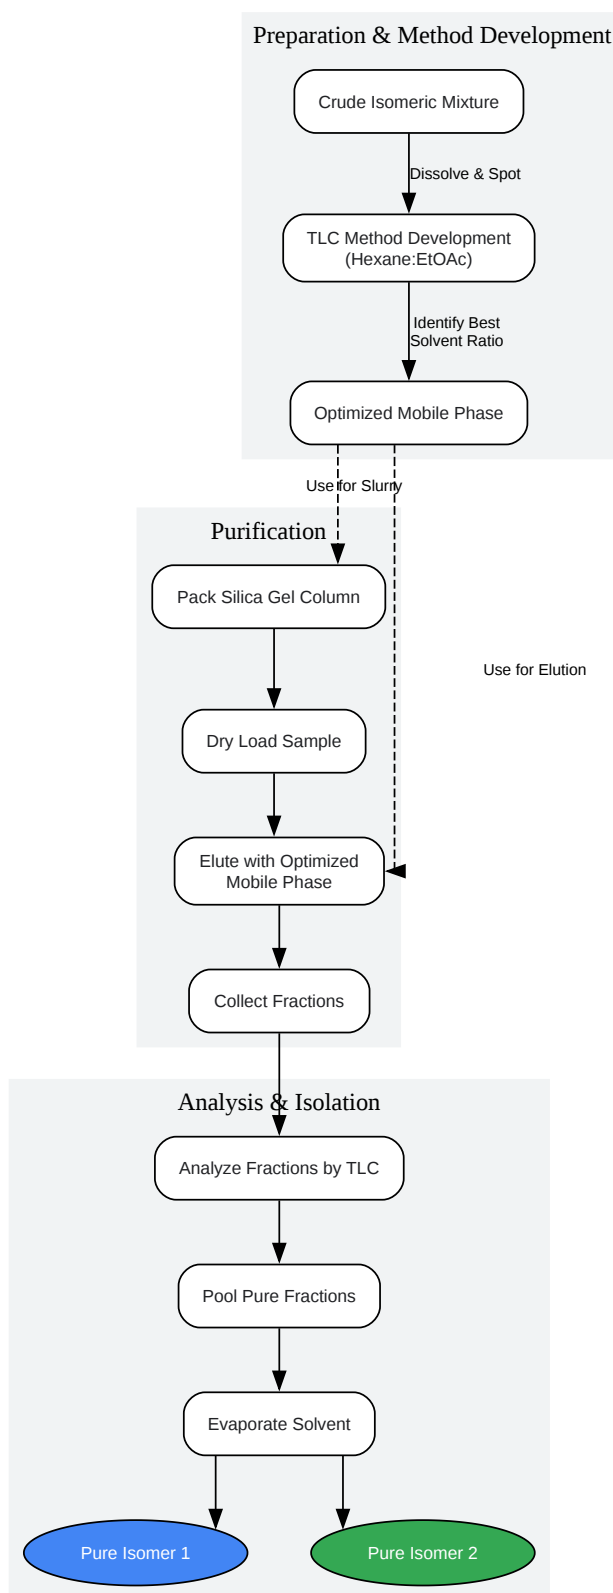 Preparation & Method Development
Crude Isomeric Mixture
Dissolve & Spot
TLC Method Development
(Hexane:EtOAc)
Identify Best
Solvent Ratio
Optimized Mobile Phase
Use for Slurry
Purification
Pack Silica Gel Column
Use for Elution
Dry Load Sample
Elute with Optimized
Mobile Phase
Collect Fractions
Analysis & Isolation
Analyze Fractions by TLC
Pool Pure Fractions
Evaporate Solvent
Pure Isomer 1
Pure Isomer 2